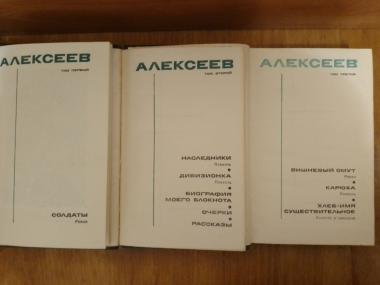 АЛЕКСЕЕВ
ТОМ ПЕРВЫЙ
СОЛДАТЫ
Роман
АЛЕКСЕЕВ
ТОМ ВТОРОЙ
НАСЛЕДНИКИ
Повесть
ДИВИЗИОНКА
Повесть
БИОГРАФИЯ
МОЕГО БЛОКНОТА
ОЧЕРКИ
РАССКАЗЫ
АЛЕКСЕЕВ
ТОМ ТРЕТИЙ
ВИШНЕВЫЙ ОМУТ
Роман
КАРЮХА
Повесть
ХЛЕБ-ИМЯ
СУЩЕСТВИТЕЛЬНОЕ
Повесть в новеллах